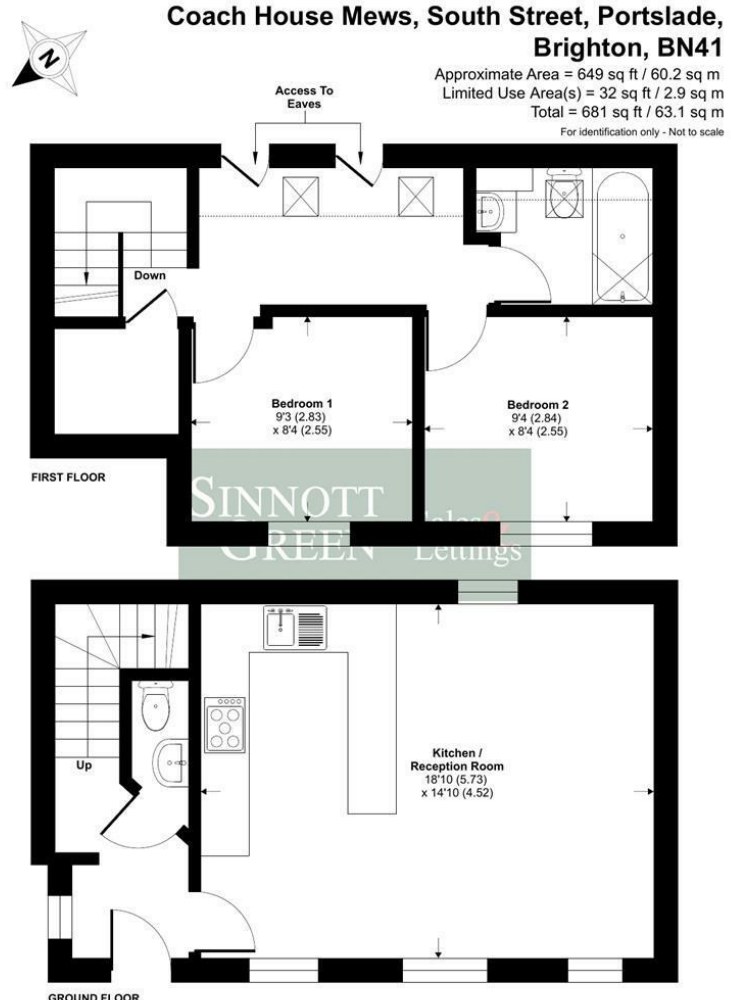 Coach House Mews, South Street, Portslade,
Brighton, BN41
Approximate Area = 649 sq ft / 60.2 sq m
Limited Use Area(s) = 32 sq ft / 2.9 sq m
Total = 681 sq ft / 63.1 sq m
For identification only - Not to scale
N
Access To
Eaves
Down
Bedroom 1
9'3 (2.83)
x 8'4 (2.55)
Bedroom 2
9'4 (2.84)
x 8'4 (2.55)
FIRST FLOOR
SINNOTT
GREEN
Sales &
Lettings
Up
Kitchen /
Reception Room
18'10 (5.73)
x 14'10 (4.52)
GROUND FLOOR